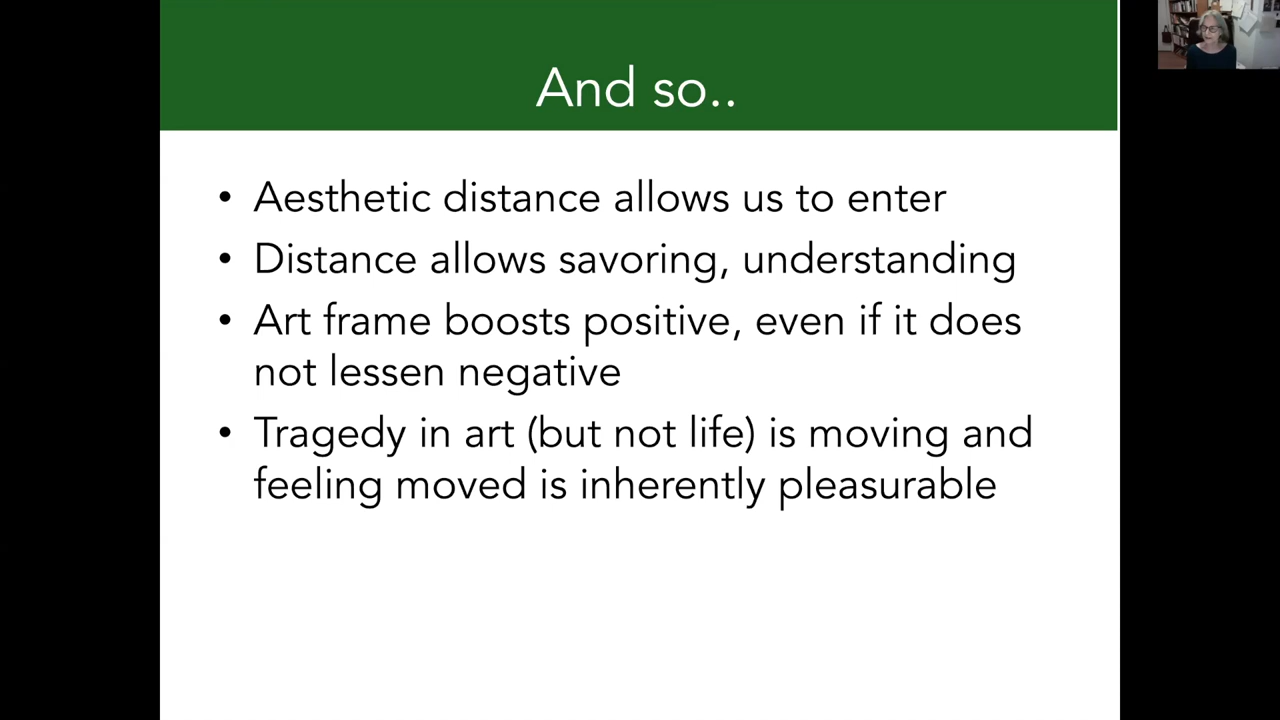 And so..
• Aesthetic distance allows us to enter
• Distance allows savoring, understanding
• Art frame boosts positive, even if it does
not lessen negative
• Tragedy in art (but not life) is moving and
feeling moved is inherently pleasurable